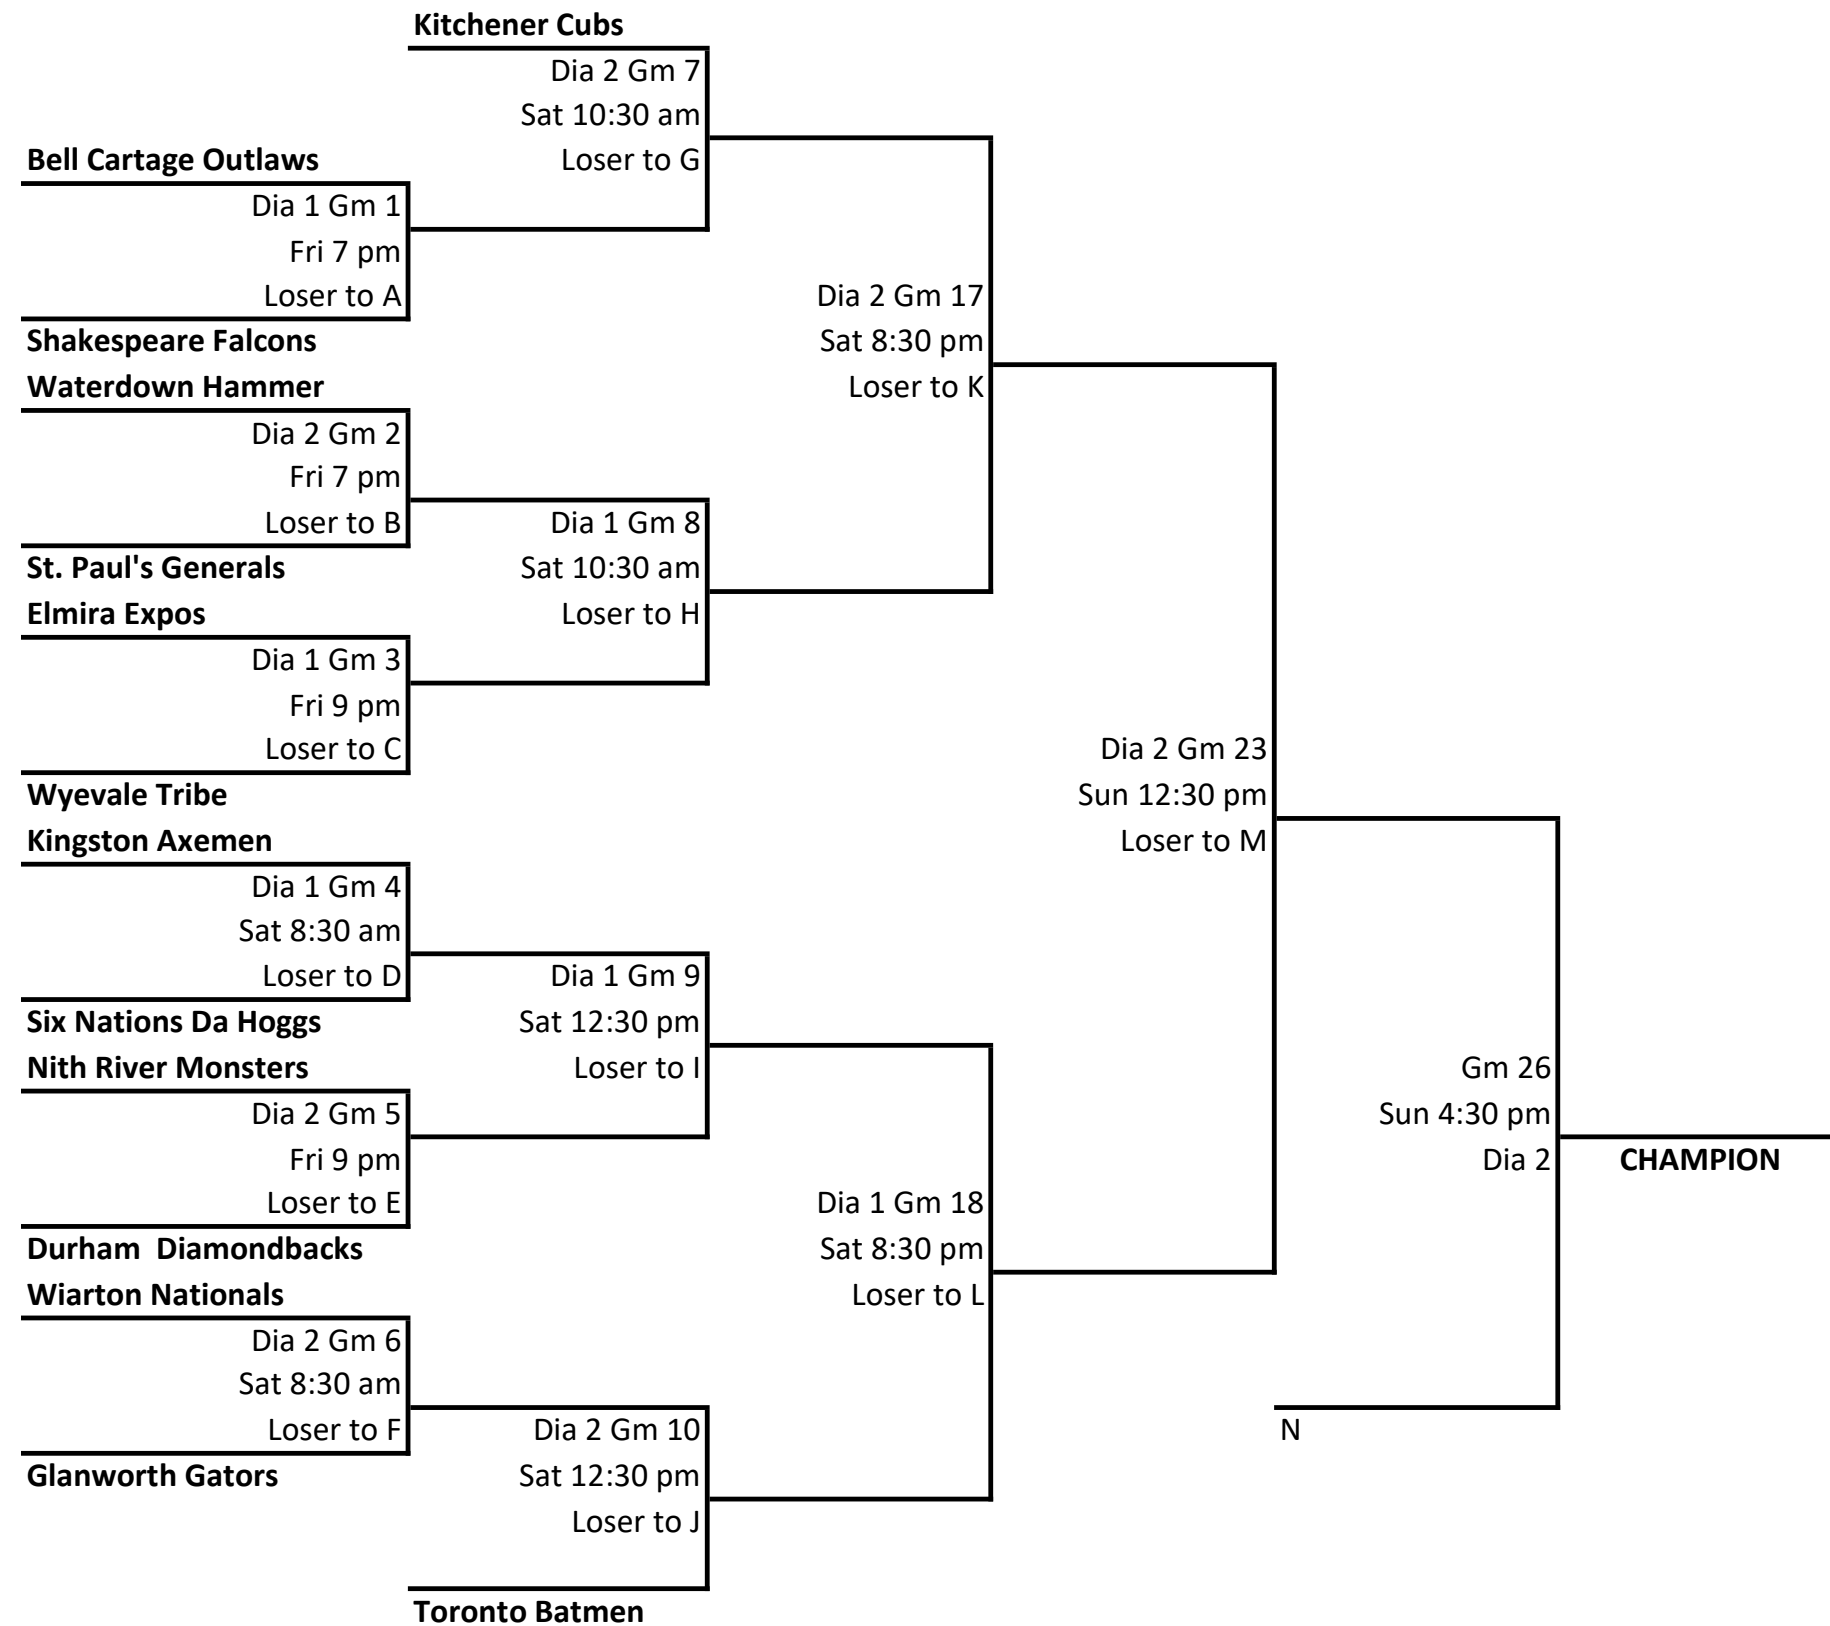 Kitchener Cubs
Dia 2 Gm 7
Sat 10:30 am
Loser to G
Bell Cartage Outlaws
Dia 1 Gm 1
Fri 7 pm
Loser to A
Shakespeare Falcons
Waterdown Hammer
Dia 2 Gm 2
Fri 7 pm
Loser to B
St. Paul's Generals
Dia 2 Gm 17
Sat 8:30 pm
Loser to K
Dia 1 Gm 8
Sat 10:30 am
Loser to H
Elmira Expos
Dia 1 Gm 3
Fri 9 pm
Loser to C
Wyevale Tribe
Dia 2 Gm 23
Sun 12:30 pm
Loser to M
Kingston Axemen
Dia 1 Gm 4
Sat 8:30 am
Loser to D
Six Nations Da Hoggs
Dia 1 Gm 9
Sat 12:30 pm
Loser to I
Nith River Monsters
Dia 2 Gm 5
Fri 9 pm
Loser to E
Durham  Diamondbacks
Gm 26
Sun 4:30 pm
Dia 2
CHAMPION
Dia 1 Gm 18
Sat 8:30 pm
Loser to L
Wiarton Nationals
Dia 2 Gm 6
Sat 8:30 am
Loser to F
Glanworth Gators
Dia 2 Gm 10
Sat 12:30 pm
Loser to J
N
Toronto Batmen